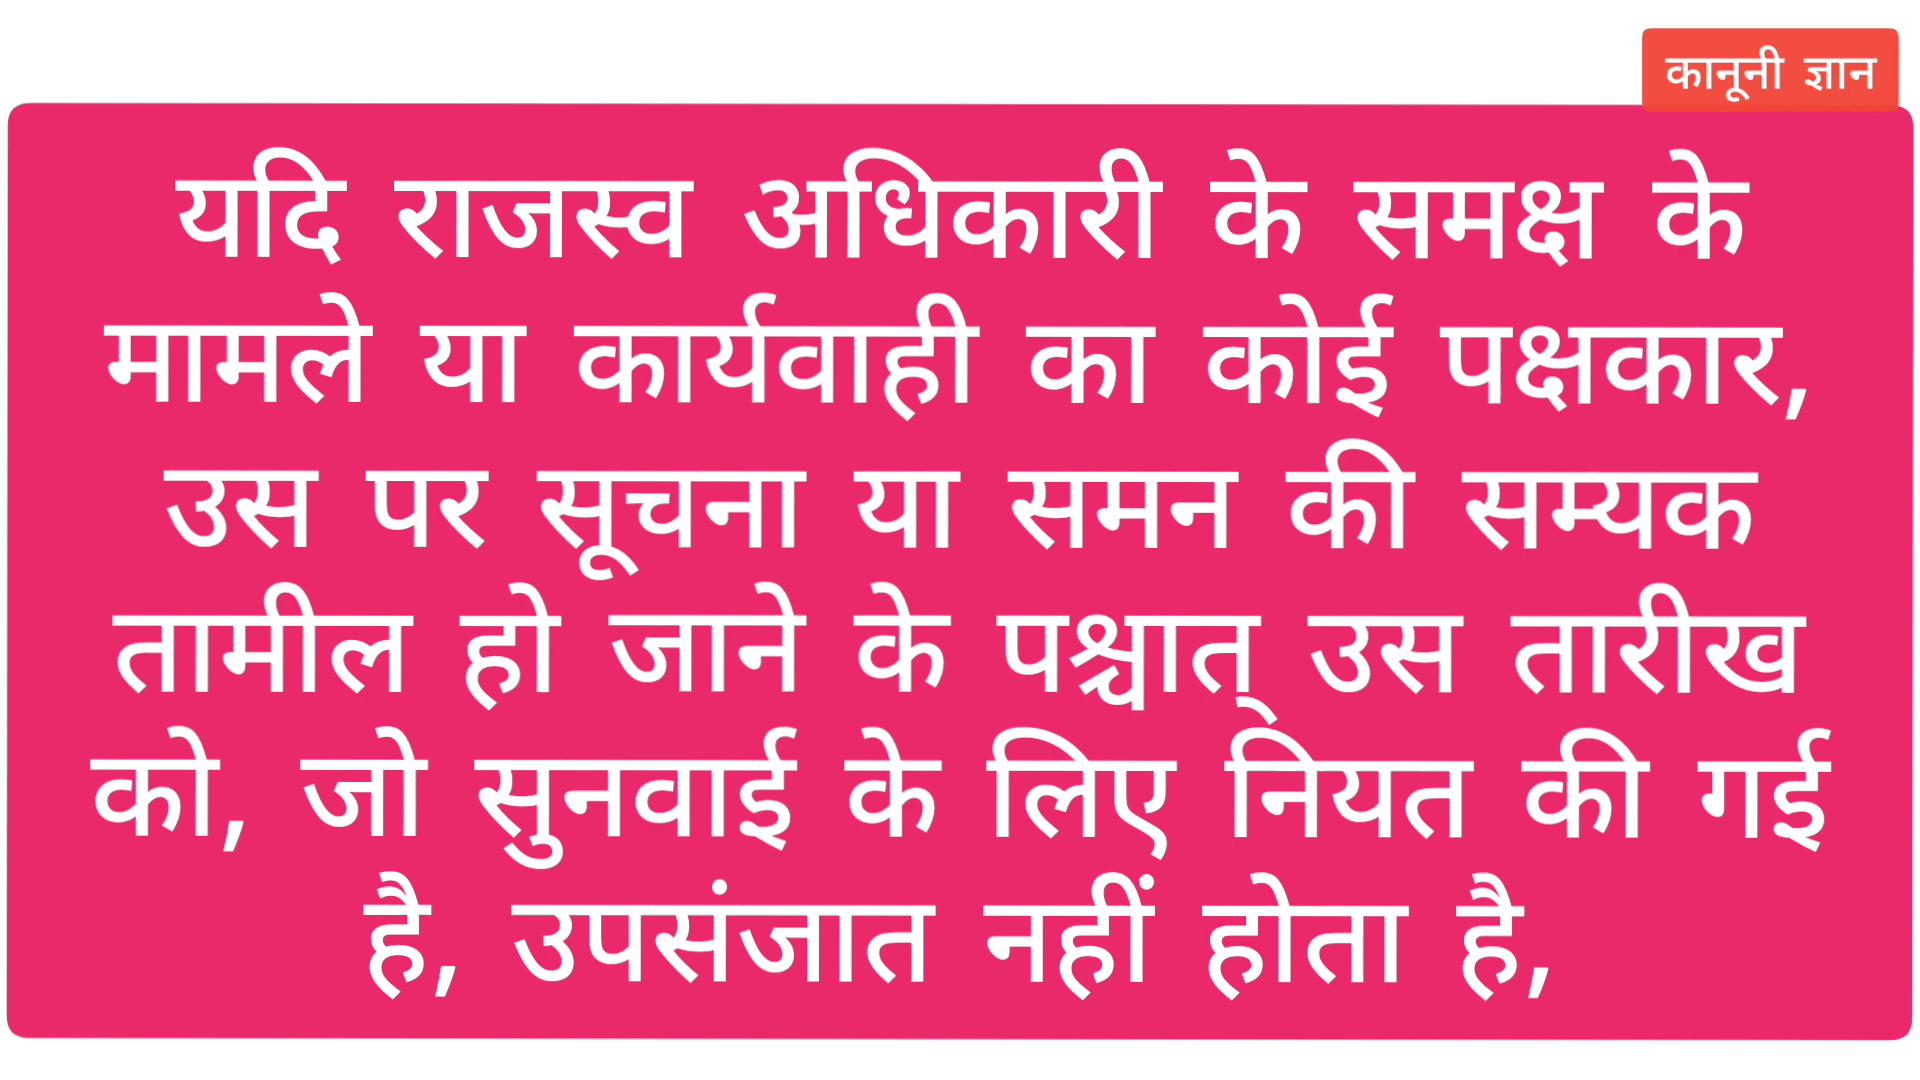 कानूनी ज्ञान
यदि राजस्व अधिकारी के समक्ष के
मामले या कार्यवाही का कोई पक्षकार,
उस पर सूचना या समन की सम्यक
तामील हो जाने के पश्चात् उस तारीख
को, जो सुनवाई के लिए नियत की गई
है, उपसंजात नहीं होता है,